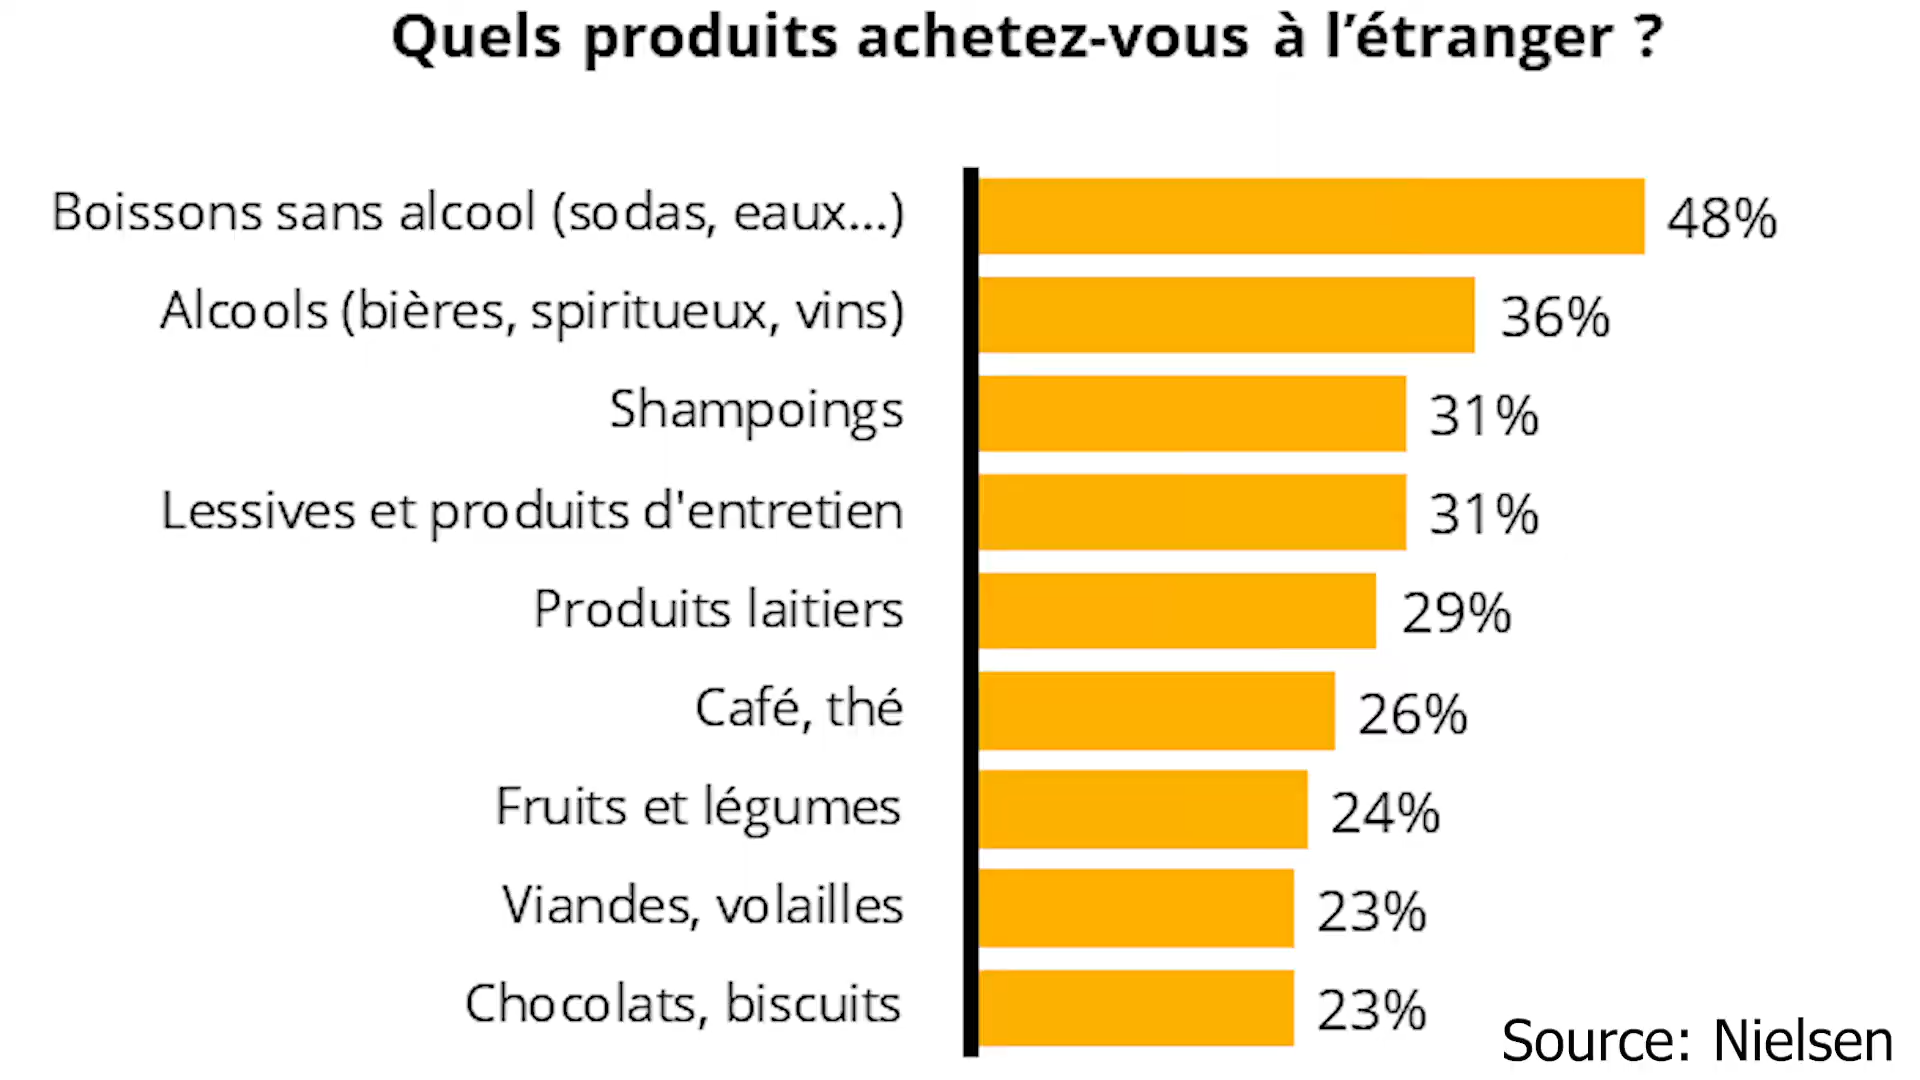 Quels produits achetez-vous à l’étranger ?
Boissons sans alcool (sodas, eaux...) 48%
Alcools (bières, spiritueux, vins) 36%
Shampoings 31%
Lessives et produits d'entretien 31%
Produits laitiers 29%
Café, thé 26%
Fruits et légumes 24%
Viandes, volailles 23%
Chocolats, biscuits 23%
Source: Nielsen